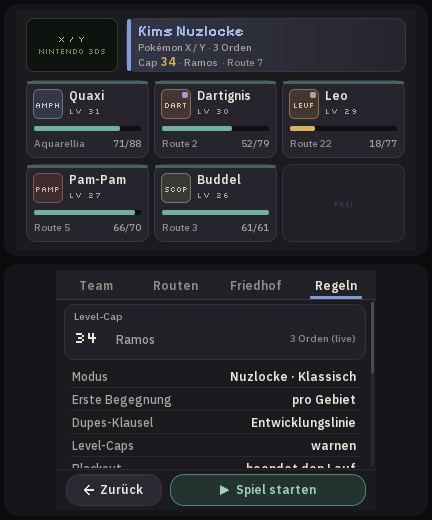 X / Y
NINTENDO 3DS
Kims Nuzlocke
Pokémon X / Y · 3 Orden
Cap 34 · Ramos · Route 7
AMPH Quaxi
LV 31
Aquarellia 71/88
DART Dartignis
LV 30
Route 2 52/79
LEUF Leo
LV 29
Route 22 18/77
PAMP Pam-Pam
LV 27
Route 5 66/70
SCOP Buddel
LV 26
Route 3 61/61
FREI
Team Routen Friedhof Regeln
Level-Cap
34 Ramos 3 Orden (live)
Modus Nuzlocke · Klassisch
Erste Begegnung pro Gebiet
Dupes-Klausel Entwicklungslinie
Level-Caps warnen
Blackout beendet den Lauf
← Zurück ▶ Spiel starten